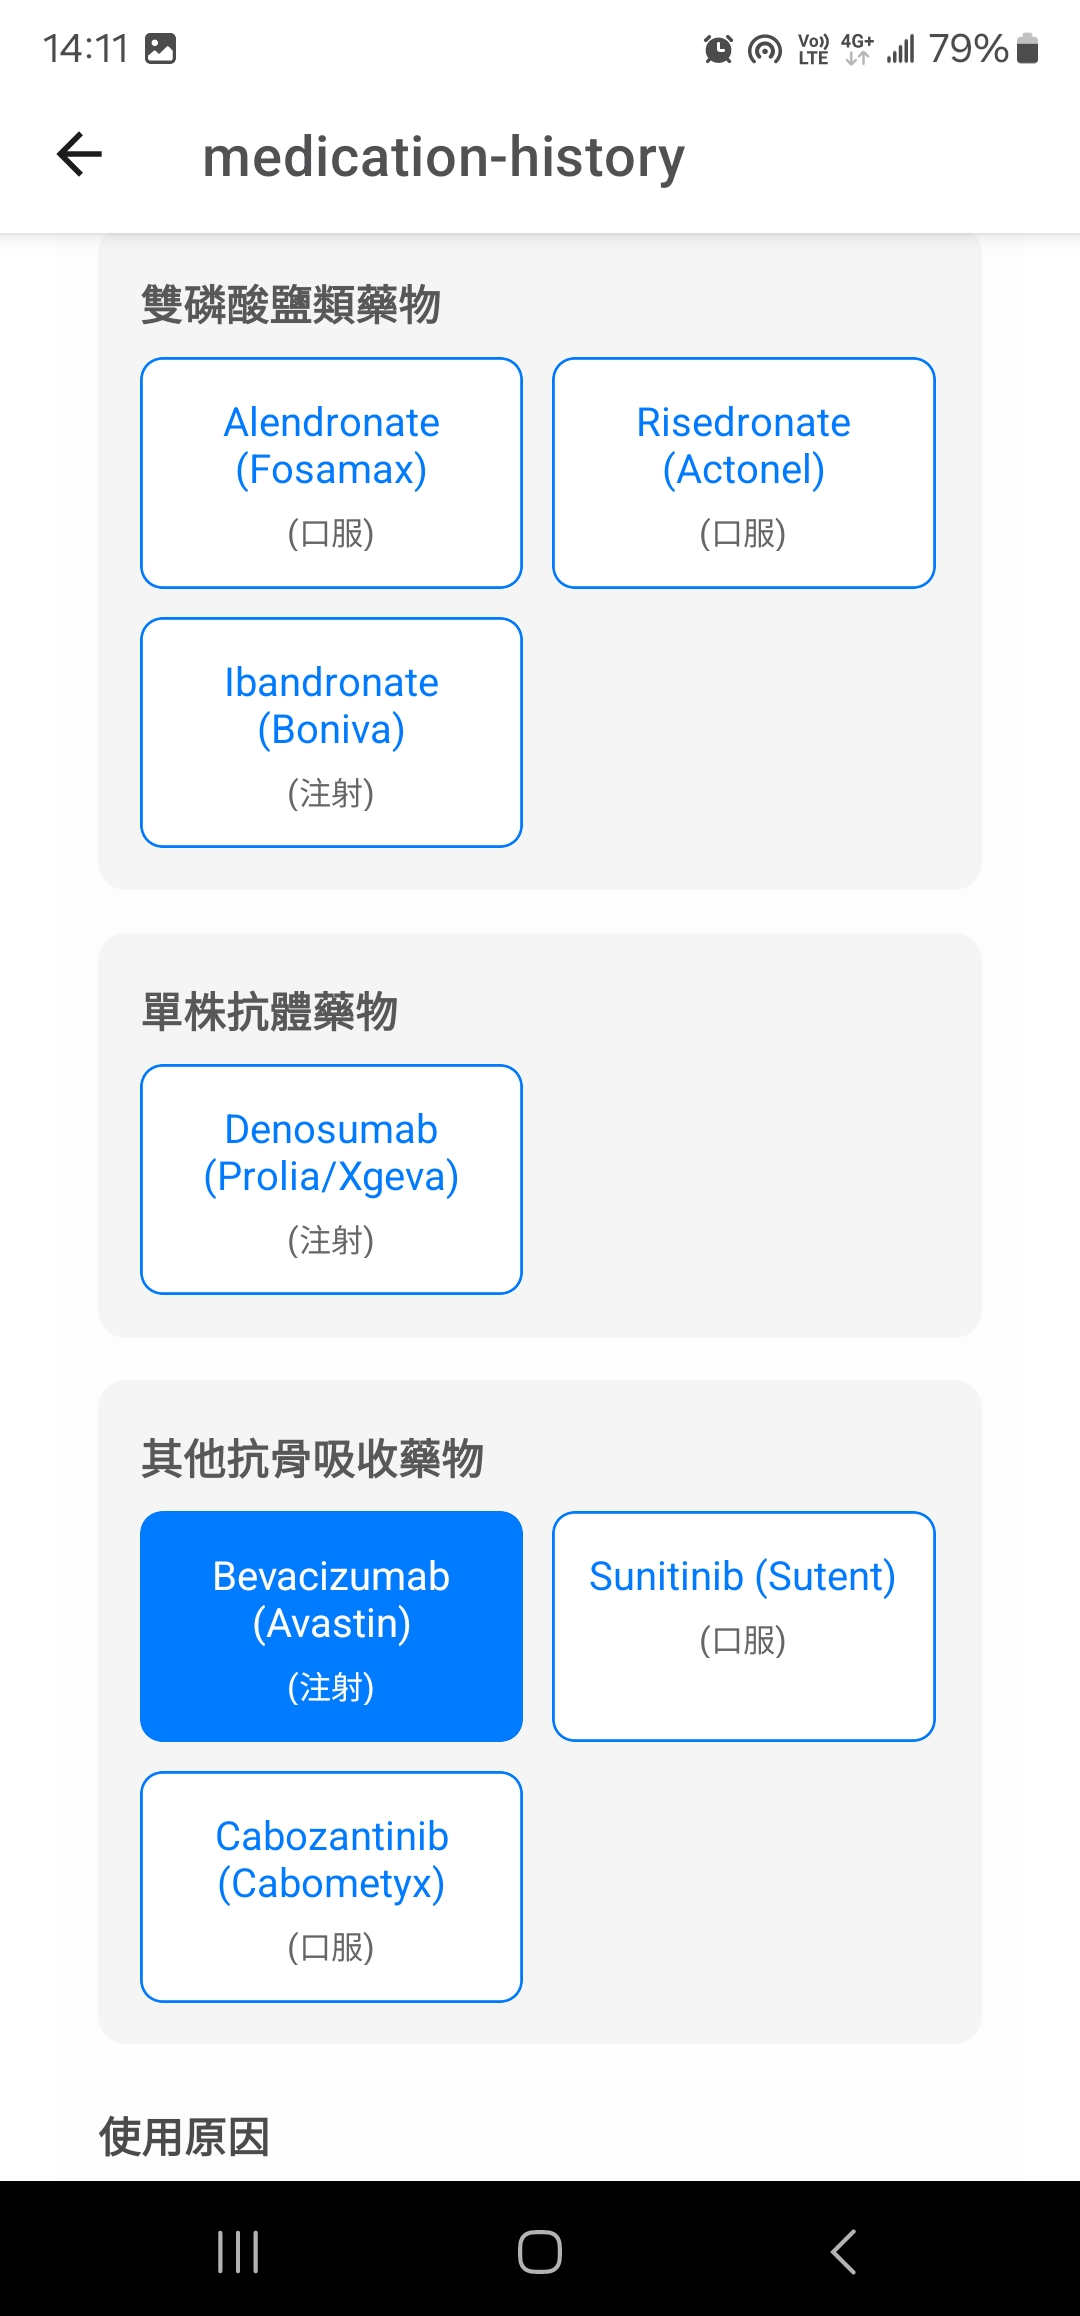 14:11
Vo)) LTE 4G+ 79%
medication-history
雙磷酸鹽類藥物
Alendronate
(Fosamax)
(口服)
Risedronate
(Actonel)
(口服)
Ibandronate
(Boniva)
(注射)
單株抗體藥物
Denosumab
(Prolia/Xgeva)
(注射)
其他抗骨吸收藥物
Bevacizumab
(Avastin)
(注射)
Sunitinib (Sutent)
(口服)
Cabozantinib
(Cabometyx)
(口服)
使用原因